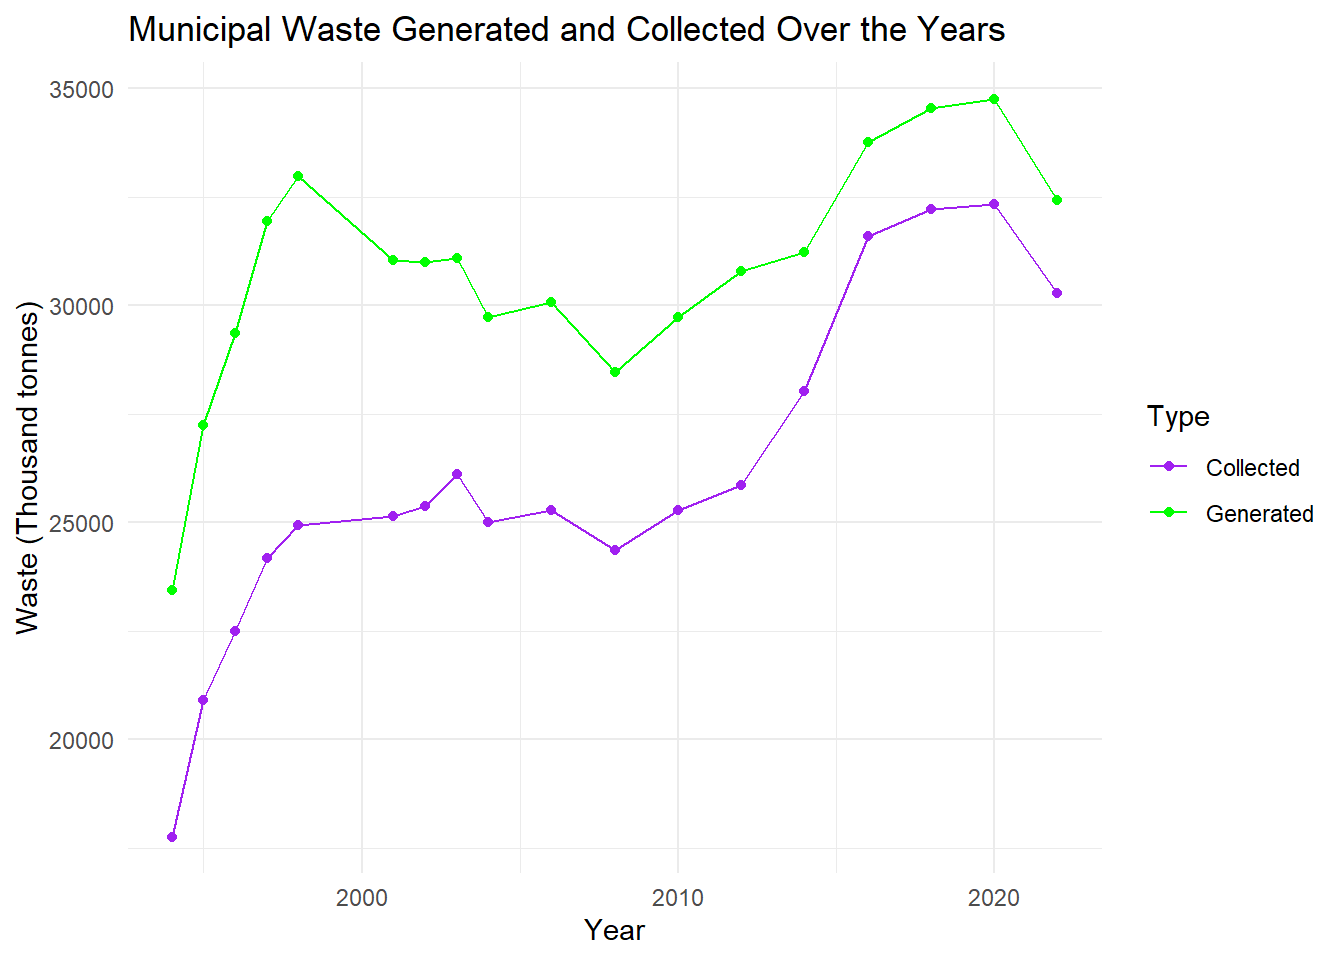 Municipal Waste Generated and Collected Over the Years
35000
30000
25000
20000
Waste (Thousand tonnes)
2000
2010
2020
Year
Type
Collected
Generated